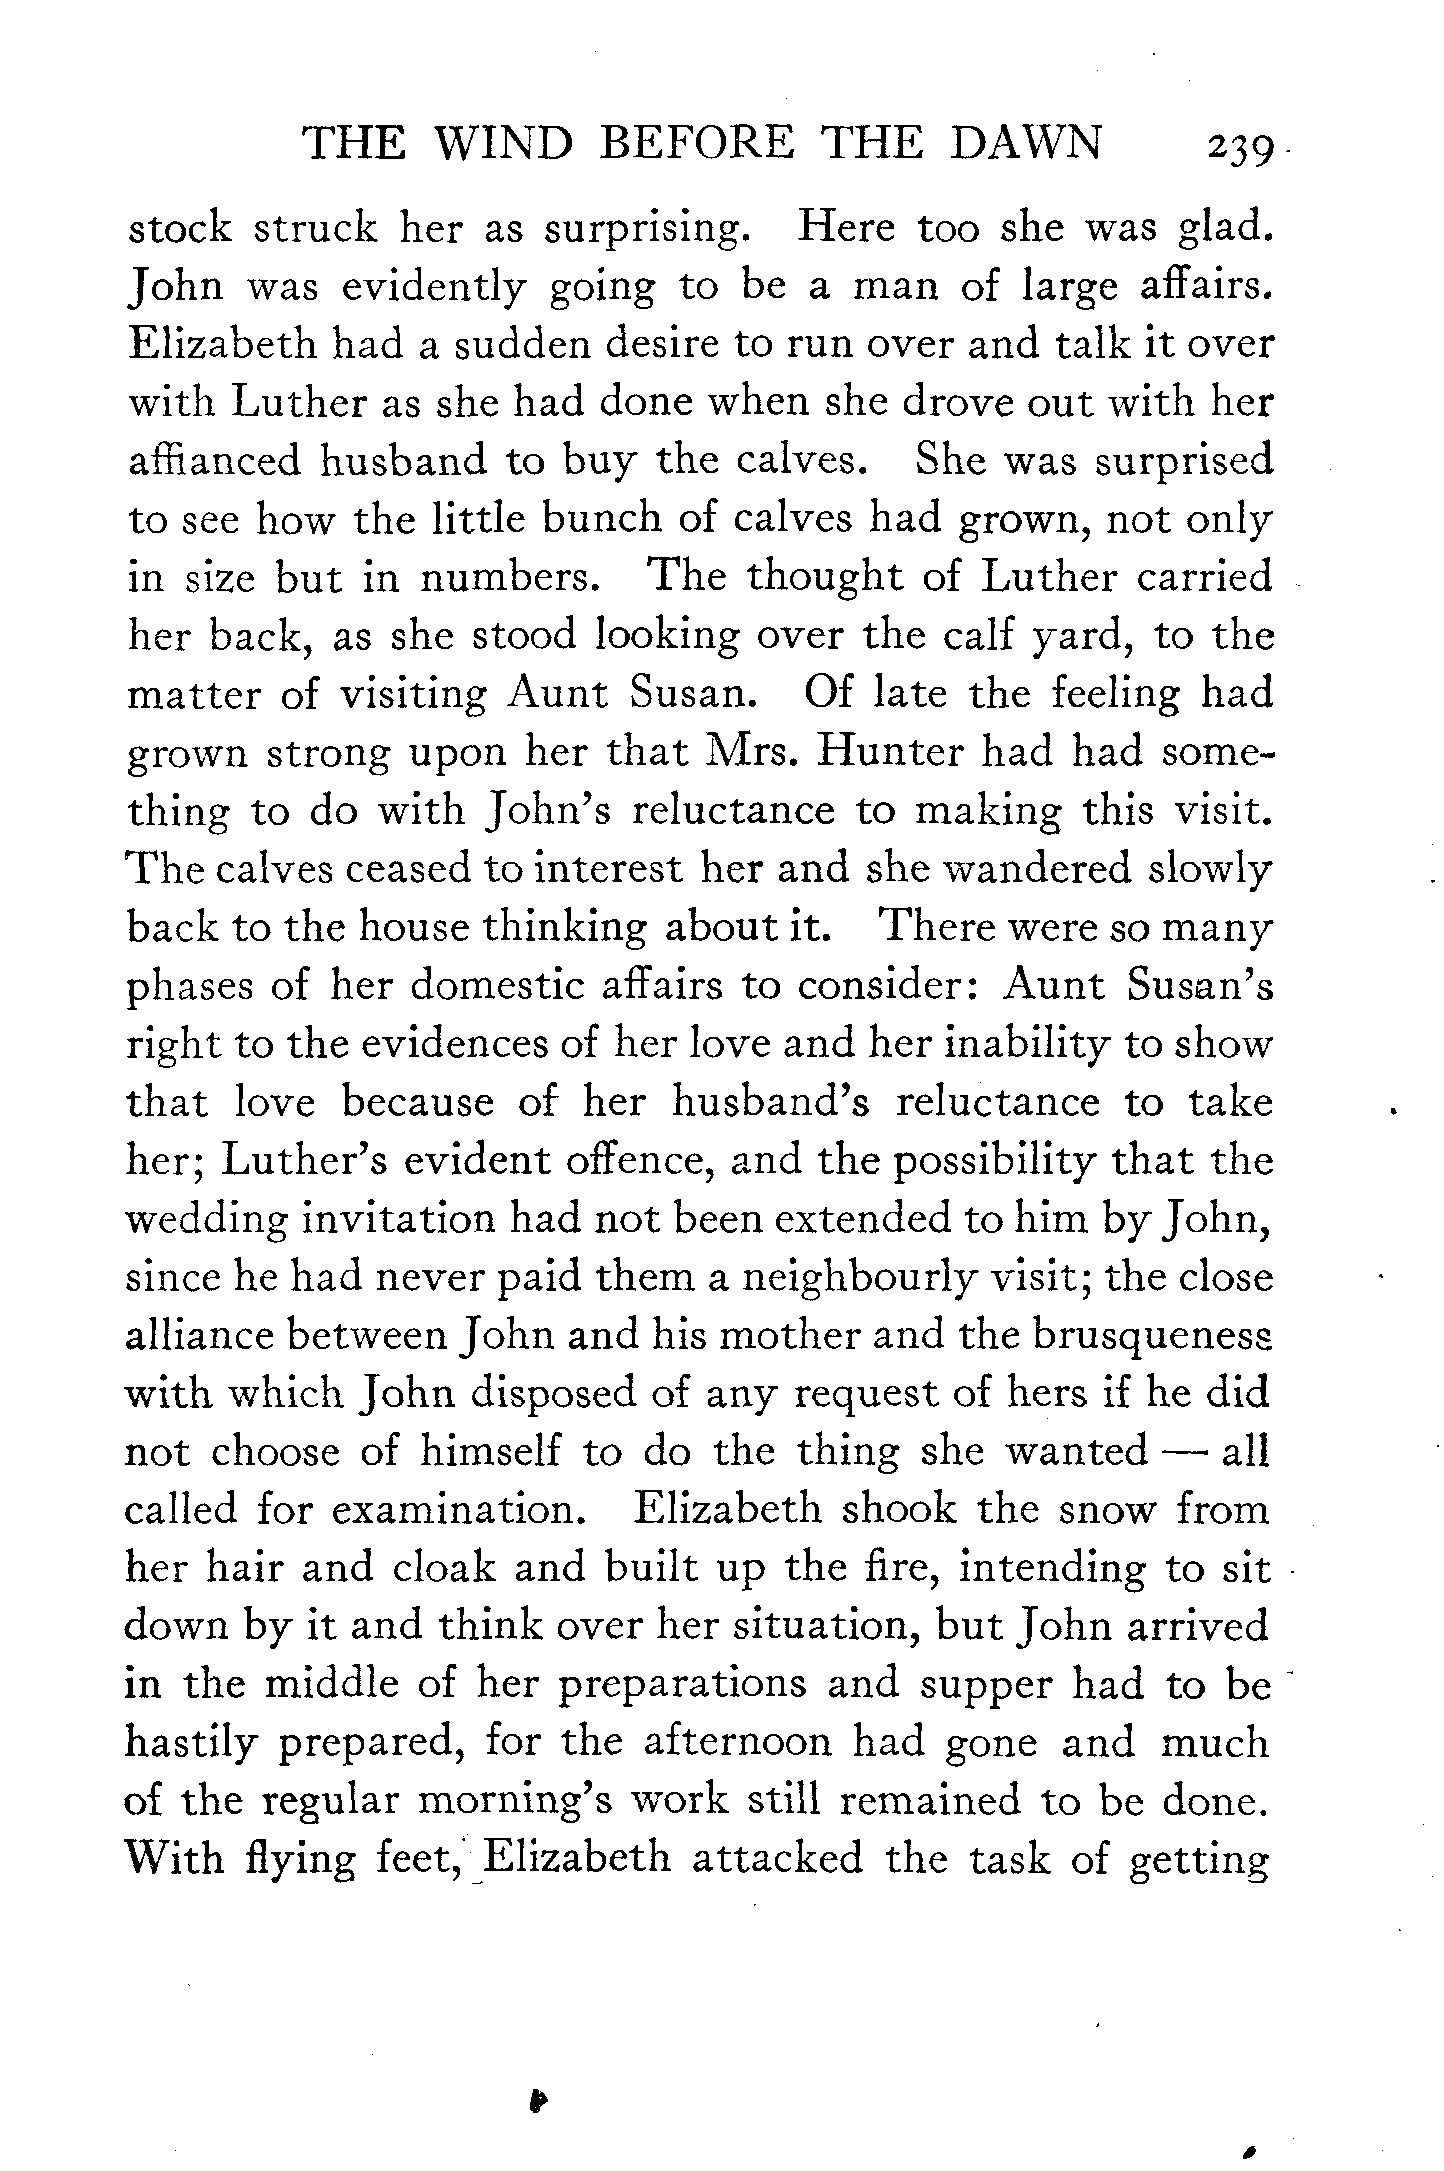 THE WIND BEFORE THE DAWN 239
stock struck her as surprising. Here too she was glad.
John was evidently going to be a man of large affairs.
Elizabeth had a sudden desire to run over and talk it over
with Luther as she had done when she drove out with her
affianced husband to buy the calves. She was surprised
to see how the little bunch of calves had grown, not only
in size but in numbers. The thought of Luther carried
her back, as she stood looking over the calf yard, to the
matter of visiting Aunt Susan. Of late the feeling had
grown strong upon her that Mrs. Hunter had had some-
thing to do with John's reluctance to making this visit.
The calves ceased to interest her and she wandered slowly
back to the house thinking about it. There were so many
phases of her domestic affairs to consider: Aunt Susan's
right to the evidences of her love and her inability to show
that love because of her husband's reluctance to take
her; Luther's evident offence, and the possibility that the
wedding invitation had not been extended to him by John,
since he had never paid them a neighbourly visit; the close
alliance between John and his mother and the brusqueness
with which John disposed of any request of hers if he did
not choose of himself to do the thing she wanted — all
called for examination. Elizabeth shook the snow from
her hair and cloak and built up the fire, intending to sit
down by it and think over her situation, but John arrived
in the middle of her preparations and supper had to be
hastily prepared, for the afternoon had gone and much
of the regular morning's work still remained to be done.
With flying feet, Elizabeth attacked the task of getting